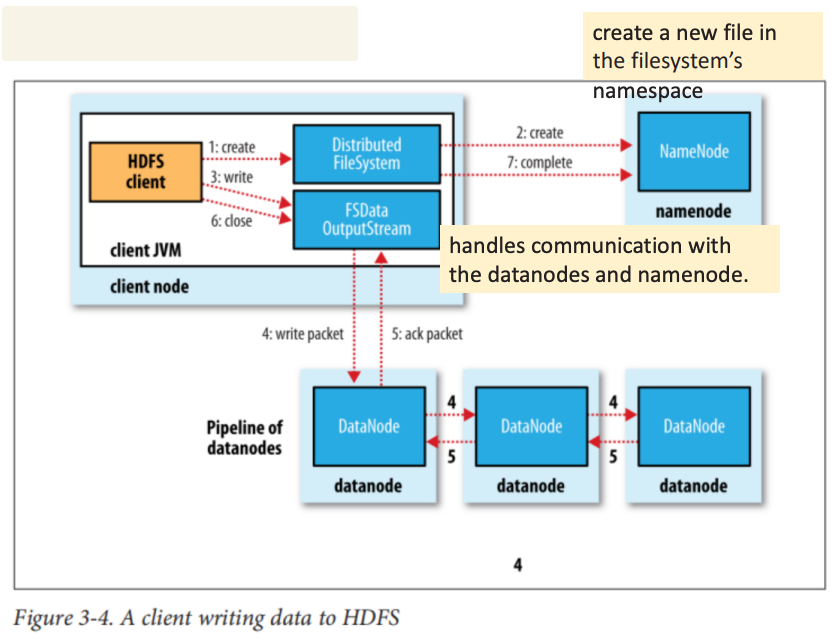 create a new file in
the filesystem’s
namespace
1: create
2: create
7: complete
HDFS
client
Distributed
FileSystem
NameNode
3: write
6: close
FSData
OutputStream
namenode
client JVM
client node
handles communication with
the datanodes and namenode.
4: write packet
5: ack packet
Pipeline of
datanodes
DataNode
4
5
DataNode
4
5
DataNode
datanode
datanode
datanode
4
Figure 3-4. A client writing data to HDFS